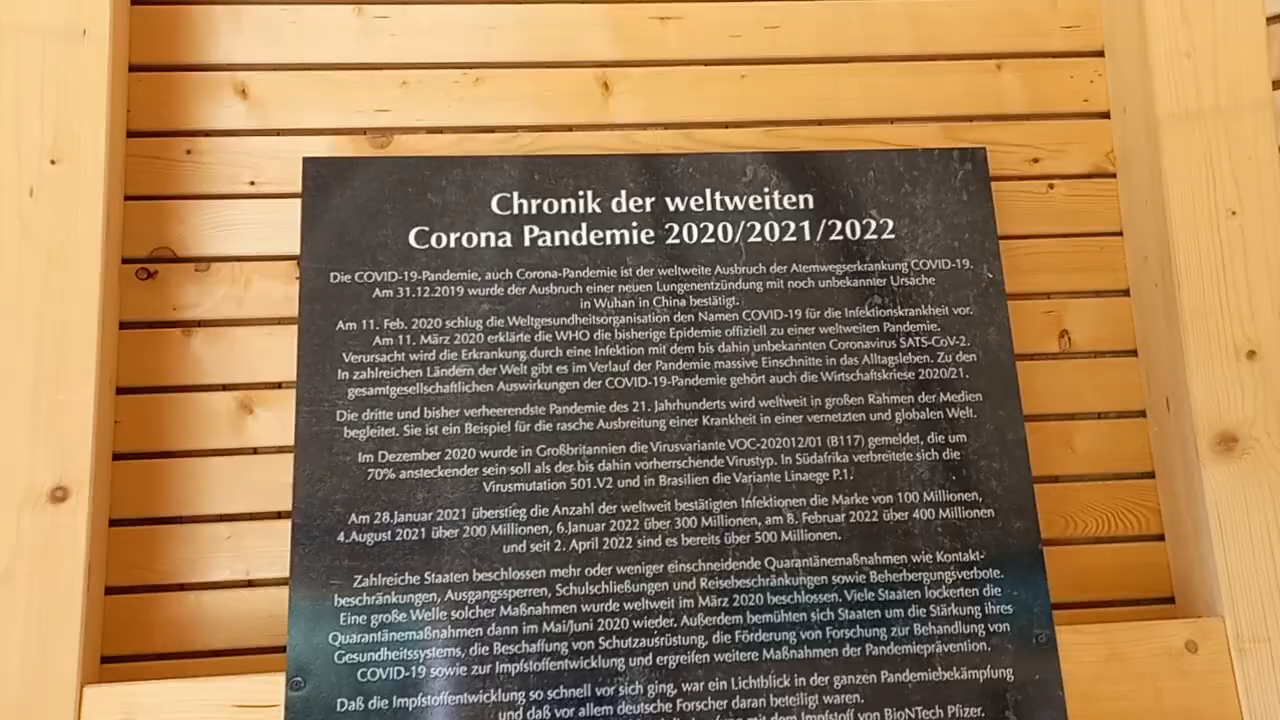 Chronik der weltweiten
Corona Pandemie 2020/2021/2022
Die COVID-19-Pandemie, auch Corona-Pandemie ist der weltweite Ausbruch der Atemwegserkrankung COVID-19.
Am 31.12.2019 wurde der Ausbruch einer neuen Lungenentzündung mit noch unbekannter Ursache
in Wuhan in China bestätigt.
Am 11. Feb. 2020 schlug die Weltgesundheitsorganisation den Namen COVID-19 für die Infektionskrankheit vor.
Am 11. März 2020 erklärte die WHO die bisherige Epidemie offiziell zu einer weltweiten Pandemie.
Verursacht wird die Erkrankung durch eine Infektion mit dem bis dahin unbekannten Coronavirus SATS-CoV-2.
In zahlreichen Ländern der Welt gibt es im Verlauf der Pandemie massive Einschnitte in das Alltagsleben. Zu den
gesamtgesellschaftlichen Auswirkungen der COVID-19-Pandemie gehört auch die Wirtschaftskriese 2020/21.
Die dritte und bisher verheerendste Pandemie des 21. Jahrhunderts wird weltweit in großen Rahmen der Medien
begleitet. Sie ist ein Beispiel für die rasche Ausbreitung einer Krankheit in einer vernetzten und globalen Welt.
Im Dezember 2020 wurde in Großbritannien die Virusvariante VOC-202012/01 (B117) gemeldet, die um
70% ansteckender sein soll als der bis dahin vorherrschende Virustyp. In Südafrika verbreitete sich die
Virusmutation 501.V2 und in Brasilien die Variante Linaege P.1.
Am 28.Januar 2021 überstieg die Anzahl der weltweit bestätigten Infektionen die Marke von 100 Millionen,
4.August 2021 über 200 Millionen, 6.Januar 2022 über 300 Millionen, am 8. Februar 2022 über 400 Millionen
und seit 2. April 2022 sind es bereits über 500 Millionen.
Zahlreiche Staaten beschlossen mehr oder weniger einschneidende Quarantänemaßnahmen wie Kontakt-
beschränkungen, Ausgangssperren, Schulschließungen und Reisebeschränkungen sowie Beherbergungsverbote.
Eine große Welle solcher Maßnahmen wurde weltweit im März 2020 beschlossen. Viele Staaten lockerten die
Quarantänemaßnahmen dann im Mai/Juni 2020 wieder. Außerdem bemühten sich Staaten um die Stärkung ihres
Gesundheitssystems, die Beschaffung von Schutzausrüstung, die Förderung von Forschung zur Behandlung von
COVID-19 sowie zur Impfstoffentwicklung und ergreifen weitere Maßnahmen der Pandemieprävention.
Daß die Impfstoffentwicklung so schnell vor sich ging, war ein Lichtblick in der ganzen Pandemiebekämpfung
und daß vor allem deutsche Forscher daran beteiligt waren.
mit dem Impfstoff von BioNTech Pfizer.